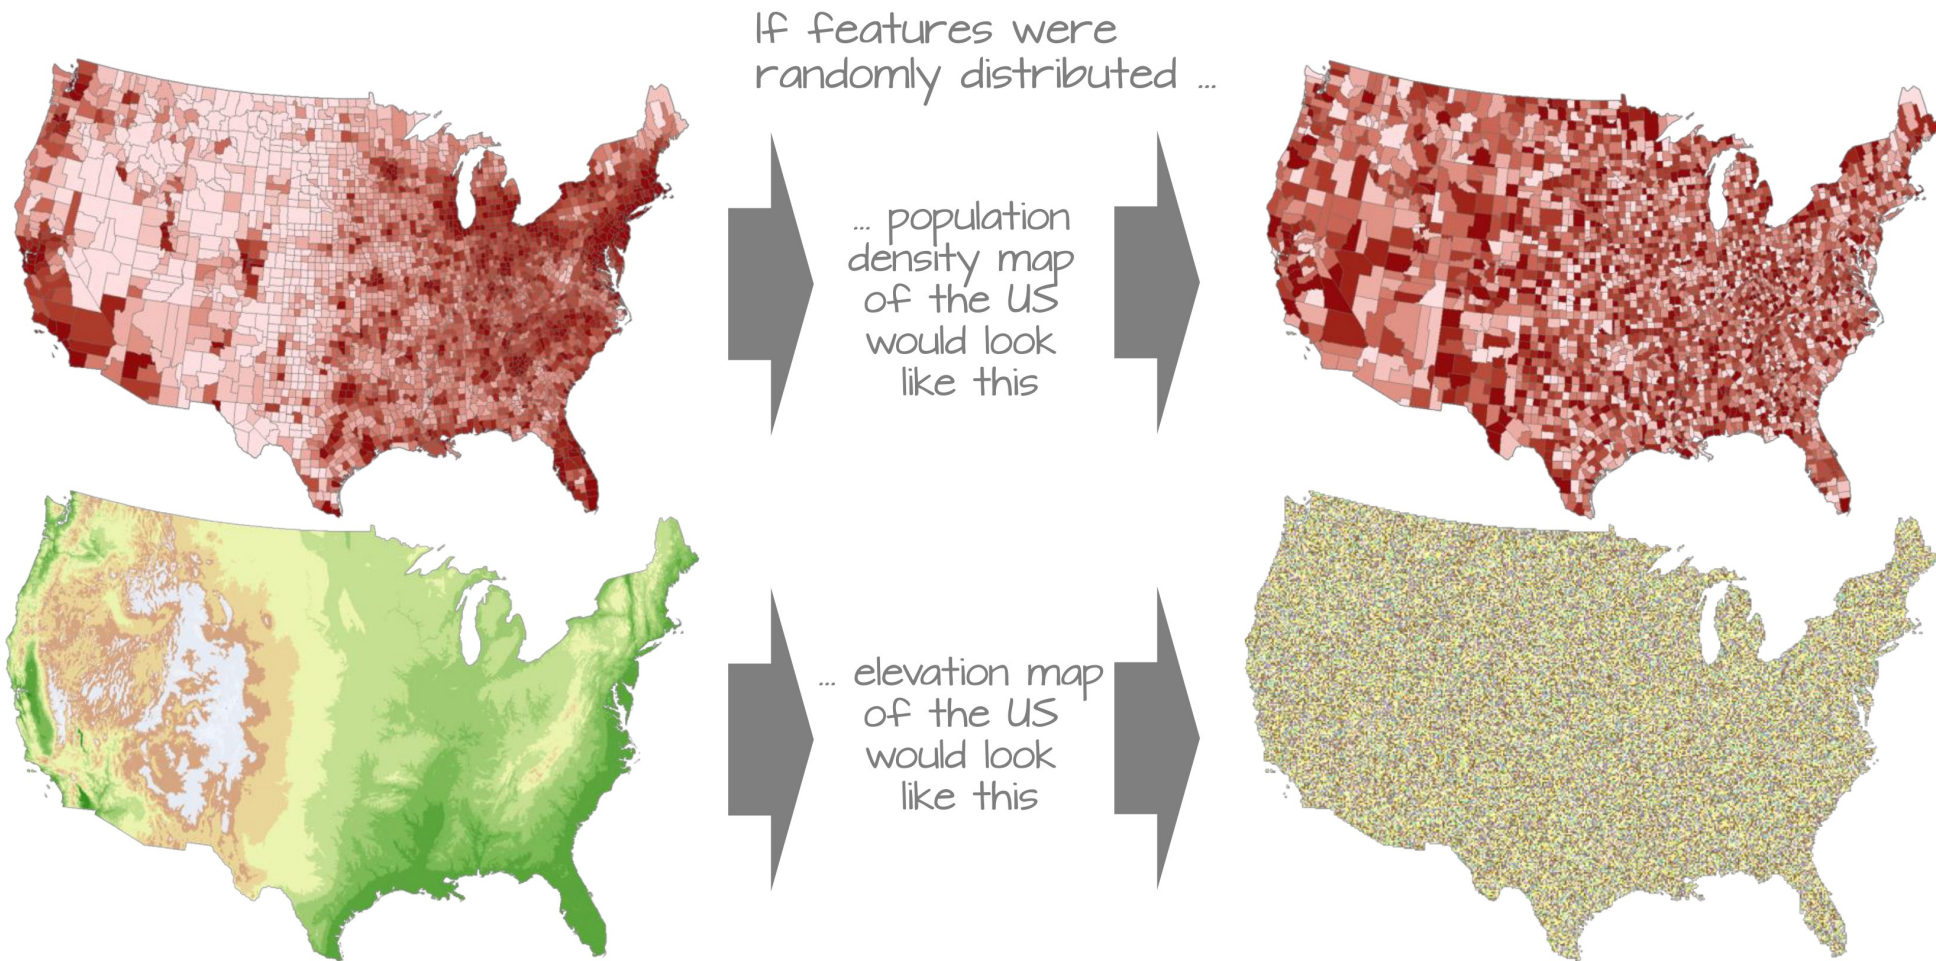 If features were
randomly distributed ...
... population
density map
of the US
would look
like this
... elevation map
of the US
would look
like this